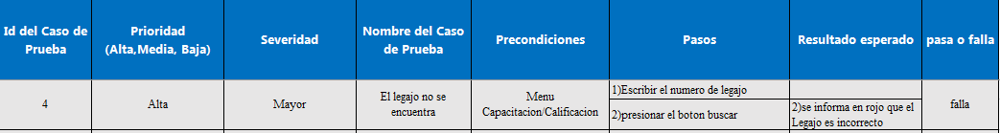 Id del Caso de Prueba
Prioridad
(Alta,Media, Baja)
Severidad
Nombre del Caso de Prueba
Precondiciones
Pasos
Resultado esperado
pasa o falla
4
Alta
Mayor
El legajo no se
encuentra
Menu
Capacitacion/Calificacion
1)Escribir el numero de legajo
2)presionar el boton buscar
2)se informa en rojo que el
Legajo es incorrecto
falla